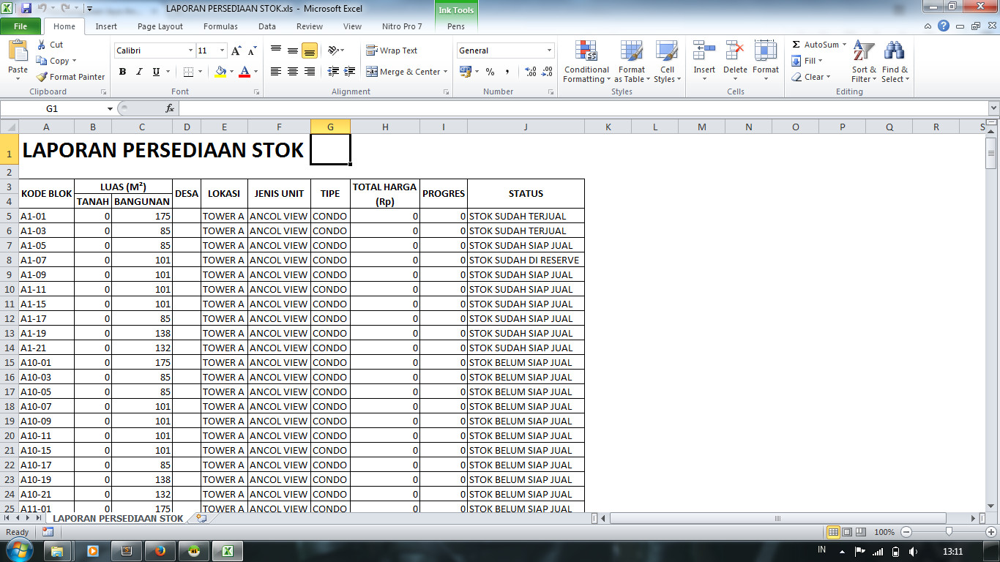 LAPORAN PERSEDIAAN STOK.xls - Microsoft Excel
Ink Tools
File Home Insert Page Layout Formulas Data Review View Nitro Pro 7 Pens
Paste Cut Copy Format Painter Clipboard
Calibri 11 B I U Font
Wrap Text Merge & Center Alignment
General % , Number
Conditional Formatting Format as Table Cell Styles Styles
Insert Delete Format Cells
Σ AutoSum Fill Clear Sort & Filter Find & Select Editing
G1 fx
A B C D E F G H I J K L M N O P Q R S
1 LAPORAN PERSEDIAAN STOK
2
3 KODE BLOK LUAS (M²) DESA LOKASI JENIS UNIT TIPE TOTAL HARGA (Rp) PROGRES STATUS
4 TANAH BANGUNAN
5 A1-01 0 175 TOWER A ANCOL VIEW CONDO 0 0 STOK SUDAH TERJUAL
6 A1-03 0 85 TOWER A ANCOL VIEW CONDO 0 0 STOK SUDAH TERJUAL
7 A1-05 0 85 TOWER A ANCOL VIEW CONDO 0 0 STOK SUDAH SIAP JUAL
8 A1-07 0 101 TOWER A ANCOL VIEW CONDO 0 0 STOK SUDAH DI RESERVE
9 A1-09 0 101 TOWER A ANCOL VIEW CONDO 0 0 STOK SUDAH SIAP JUAL
10 A1-11 0 101 TOWER A ANCOL VIEW CONDO 0 0 STOK SUDAH SIAP JUAL
11 A1-15 0 101 TOWER A ANCOL VIEW CONDO 0 0 STOK SUDAH SIAP JUAL
12 A1-17 0 85 TOWER A ANCOL VIEW CONDO 0 0 STOK SUDAH SIAP JUAL
13 A1-19 0 138 TOWER A ANCOL VIEW CONDO 0 0 STOK SUDAH SIAP JUAL
14 A1-21 0 132 TOWER A ANCOL VIEW CONDO 0 0 STOK SUDAH SIAP JUAL
15 A10-01 0 175 TOWER A ANCOL VIEW CONDO 0 0 STOK BELUM SIAP JUAL
16 A10-03 0 85 TOWER A ANCOL VIEW CONDO 0 0 STOK BELUM SIAP JUAL
17 A10-05 0 85 TOWER A ANCOL VIEW CONDO 0 0 STOK BELUM SIAP JUAL
18 A10-07 0 101 TOWER A ANCOL VIEW CONDO 0 0 STOK BELUM SIAP JUAL
19 A10-09 0 101 TOWER A ANCOL VIEW CONDO 0 0 STOK BELUM SIAP JUAL
20 A10-11 0 101 TOWER A ANCOL VIEW CONDO 0 0 STOK BELUM SIAP JUAL
21 A10-15 0 101 TOWER A ANCOL VIEW CONDO 0 0 STOK BELUM SIAP JUAL
22 A10-17 0 85 TOWER A ANCOL VIEW CONDO 0 0 STOK BELUM SIAP JUAL
23 A10-19 0 138 TOWER A ANCOL VIEW CONDO 0 0 STOK BELUM SIAP JUAL
24 A10-21 0 132 TOWER A ANCOL VIEW CONDO 0 0 STOK BELUM SIAP JUAL
25 A11-01 0 175 TOWER A ANCOL VIEW CONDO 0 0 STOK BELUM SIAP JUAL
LAPORAN PERSEDIAAN STOK
Ready 100%
IN 13:11